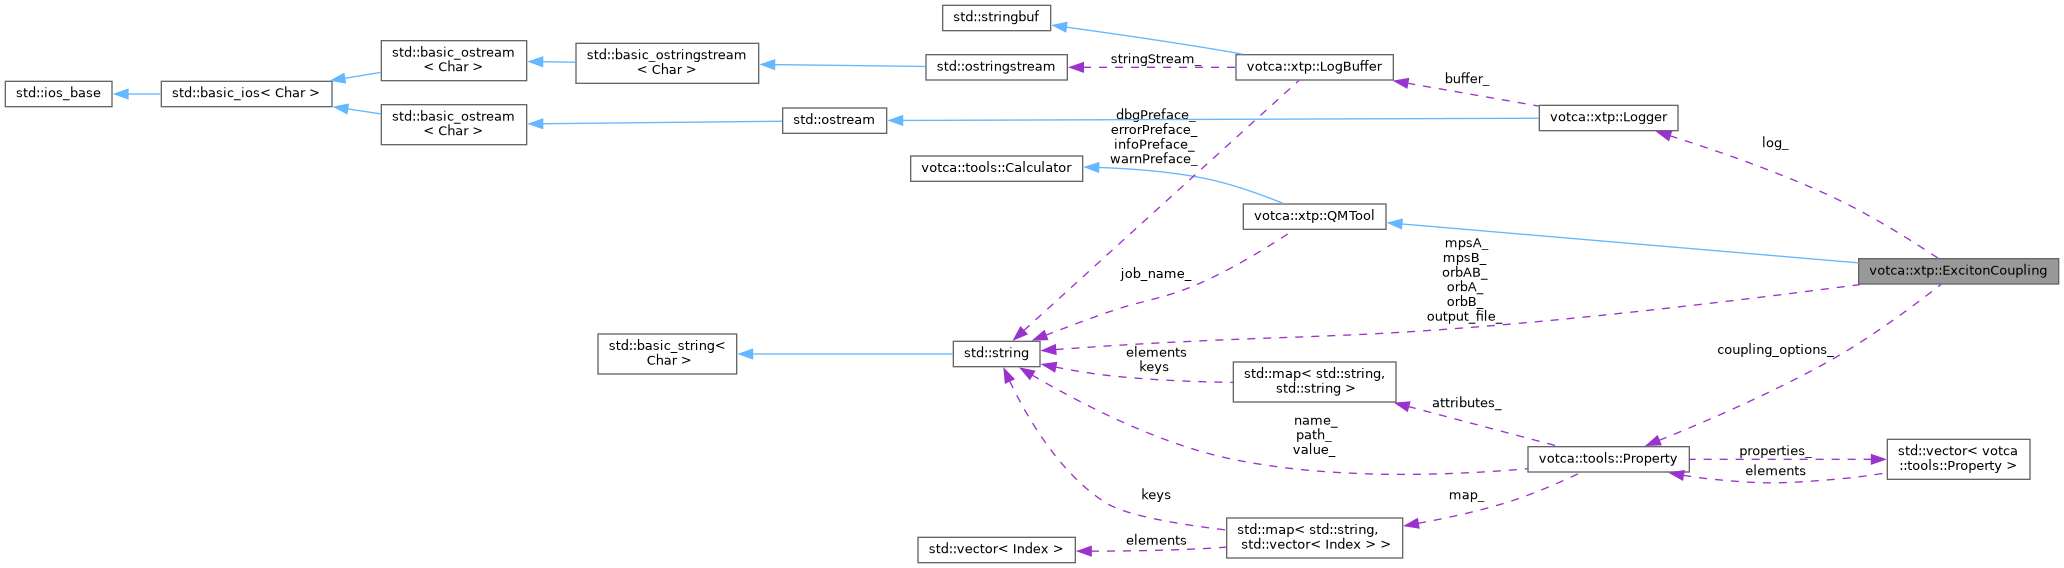 std::stringbuf
std::basic_ostream
< Char >
std::basic_ostringstream
< Char >
std::ostringstream
stringStream_
votca::xtp::LogBuffer
buffer_
std::ios_base
std::basic_ios< Char >
std::basic_ostream
< Char >
std::ostream
dbgPreface_
errorPreface_
infoPreface_
warnPreface_
votca::xtp::Logger
log_
votca::tools::Calculator
votca::xtp::QMTool
job_name_
mpsA_
mpsB_
orbAB_
orbA_
orbB_
output_file_
votca::xtp::ExcitonCoupling
std::basic_string<
Char >
std::string
elements
keys
std::map< std::string,
std::string >
coupling_options_
attributes_
name_
path_
value_
votca::tools::Property
properties_
elements
std::vector< votca
::tools::Property >
keys
map_
std::vector< Index >
elements
std::map< std::string,
std::vector< Index > >